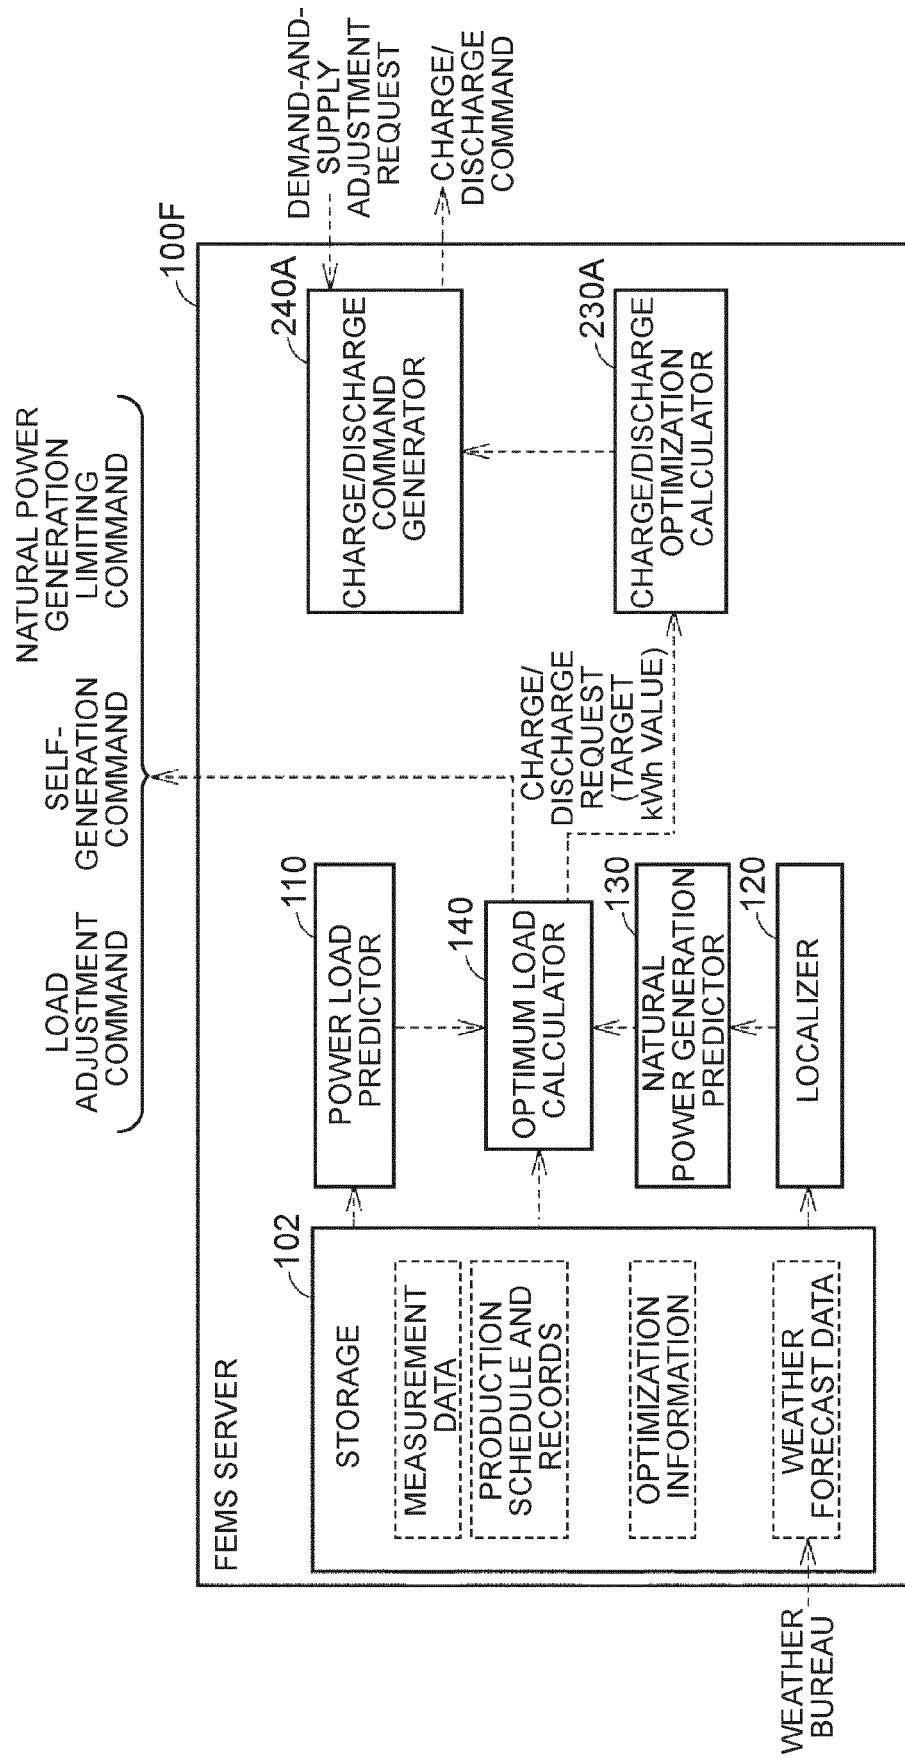 LOAD
ADJUSTMENT
COMMAND
SELF-
GENERATION
COMMAND
NATURAL POWER
GENERATION
LIMITING
COMMAND
100F
DEMAND-AND-
SUPPLY
ADJUSTMENT
REQUEST
CHARGE/
DISCHARGE
COMMAND
FEMS SERVER
102
STORAGE
MEASUREMENT
DATA
PRODUCTION
SCHEDULE AND
RECORDS
OPTIMIZATION
INFORMATION
WEATHER
FORECAST DATA
WEATHER
BUREAU
110
POWER LOAD
PREDICTOR
140
OPTIMUM LOAD
CALCULATOR
130
NATURAL
POWER GENERATION
PREDICTOR
120
LOCALIZER
CHARGE/
DISCHARGE
REQUEST
(TARGET
kWh VALUE)
240A
CHARGE/DISCHARGE
COMMAND
GENERATOR
230A
CHARGE/DISCHARGE
OPTIMIZATION
CALCULATOR